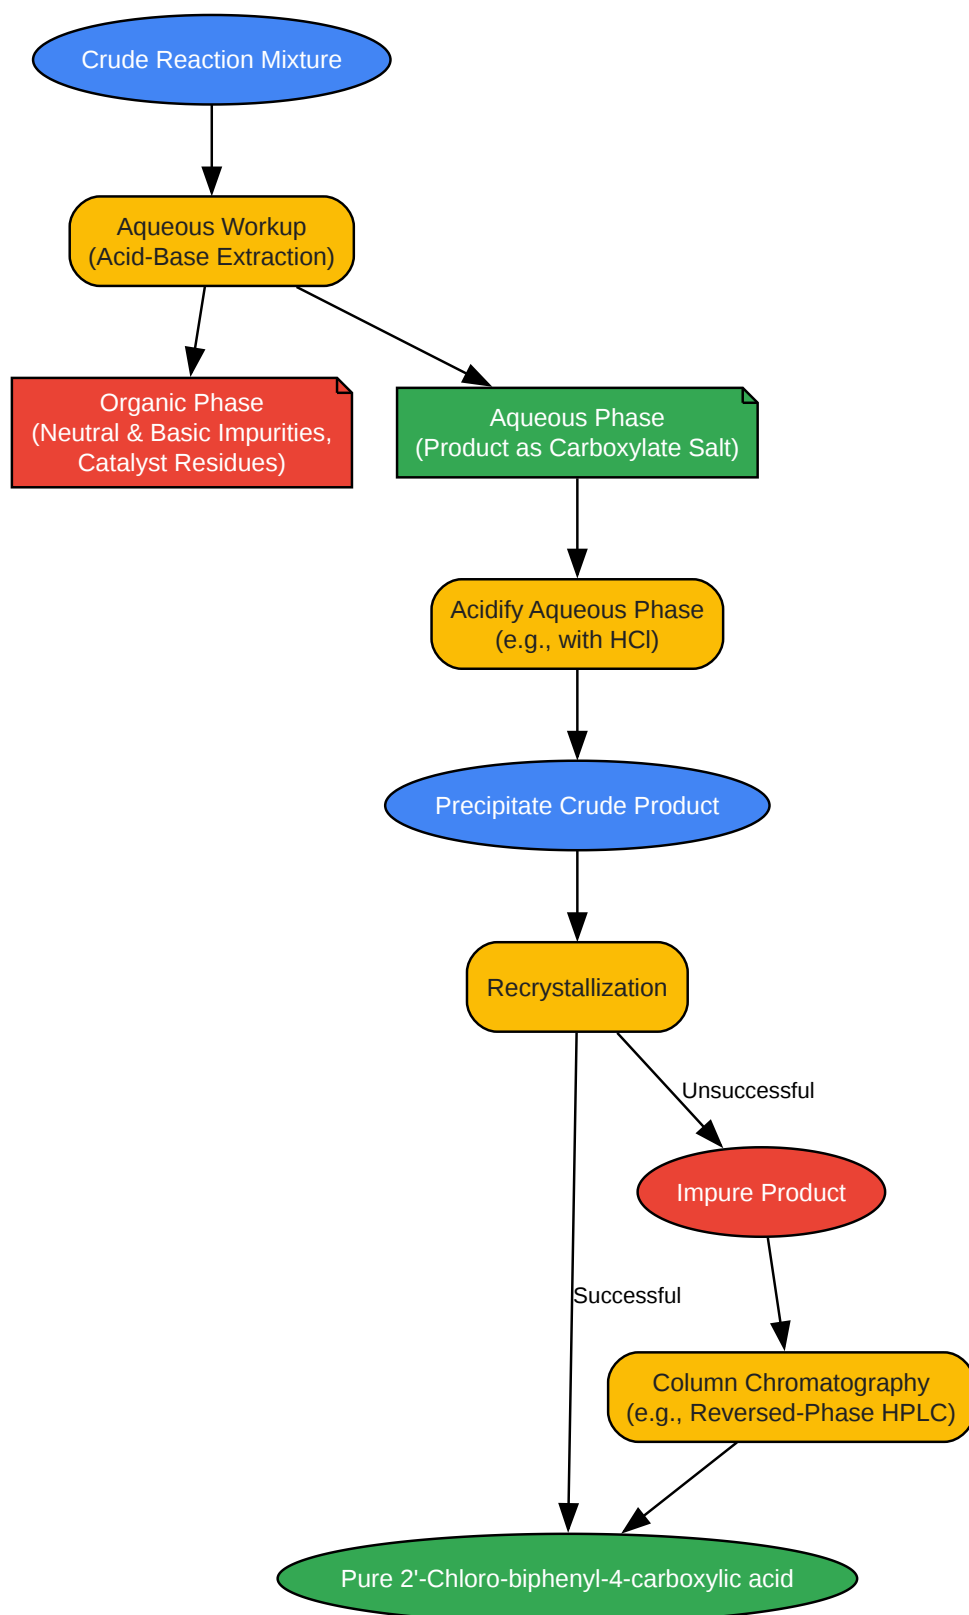 Crude Reaction Mixture
Aqueous Workup
(Acid-Base Extraction)
Organic Phase
(Neutral & Basic Impurities,
Catalyst Residues)
Aqueous Phase
(Product as Carboxylate Salt)
Acidify Aqueous Phase
(e.g., with HCl)
Precipitate Crude Product
Recrystallization
Unsuccessful
Impure Product
Successful
Column Chromatography
(e.g., Reversed-Phase HPLC)
Pure 2'-Chloro-biphenyl-4-carboxylic acid